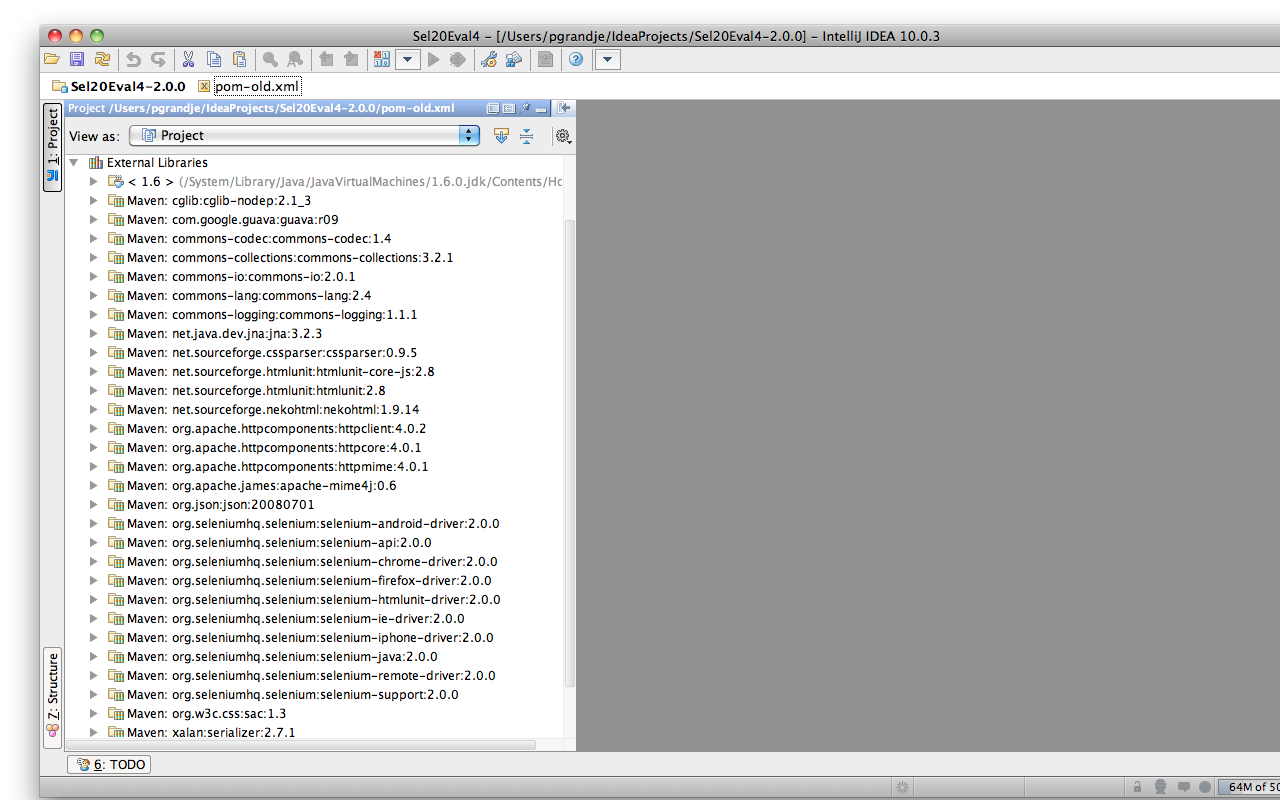 Sel20Eval4 – [/Users/pgrandje/IdeaProjects/Sel20Eval4-2.0.0] – IntelliJ IDEA 10.0.3
Sel20Eval4-2.0.0 pom-old.xml
Project /Users/pgrandje/IdeaProjects/Sel20Eval4-2.0.0/pom-old.xml
1: Project
View as: Project
External Libraries
< 1.6 > (/System/Library/Java/JavaVirtualMachines/1.6.0.jdk/Contents/Ho
Maven: cglib:cglib-nodep:2.1_3
Maven: com.google.guava:guava:r09
Maven: commons-codec:commons-codec:1.4
Maven: commons-collections:commons-collections:3.2.1
Maven: commons-io:commons-io:2.0.1
Maven: commons-lang:commons-lang:2.4
Maven: commons-logging:commons-logging:1.1.1
Maven: net.java.dev.jna:jna:3.2.3
Maven: net.sourceforge.cssparser:cssparser:0.9.5
Maven: net.sourceforge.htmlunit:htmlunit-core-js:2.8
Maven: net.sourceforge.htmlunit:htmlunit:2.8
Maven: net.sourceforge.nekohtml:nekohtml:1.9.14
Maven: org.apache.httpcomponents:httpclient:4.0.2
Maven: org.apache.httpcomponents:httpcore:4.0.1
Maven: org.apache.httpcomponents:httpmime:4.0.1
Maven: org.apache.james:apache-mime4j:0.6
Maven: org.json:json:20080701
Maven: org.seleniumhq.selenium:selenium-android-driver:2.0.0
Maven: org.seleniumhq.selenium:selenium-api:2.0.0
Maven: org.seleniumhq.selenium:selenium-chrome-driver:2.0.0
Maven: org.seleniumhq.selenium:selenium-firefox-driver:2.0.0
Maven: org.seleniumhq.selenium:selenium-htmlunit-driver:2.0.0
Maven: org.seleniumhq.selenium:selenium-ie-driver:2.0.0
Maven: org.seleniumhq.selenium:selenium-iphone-driver:2.0.0
Maven: org.seleniumhq.selenium:selenium-java:2.0.0
Maven: org.seleniumhq.selenium:selenium-remote-driver:2.0.0
Maven: org.seleniumhq.selenium:selenium-support:2.0.0
Maven: org.w3c.css:sac:1.3
Maven: xalan:serializer:2.7.1
Z: Structure
6: TODO
64M of 50